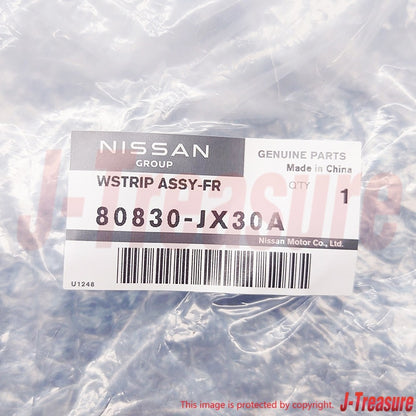 NISSAN
GROUP
GENUINE PARTS
Made in China
WSTRIP ASSY-FR
QTY
1
80830-JX30A
Nissan Motor Co., Ltd.
U1248
J-Treasure
This image is protected by copyright.
J-Treasure